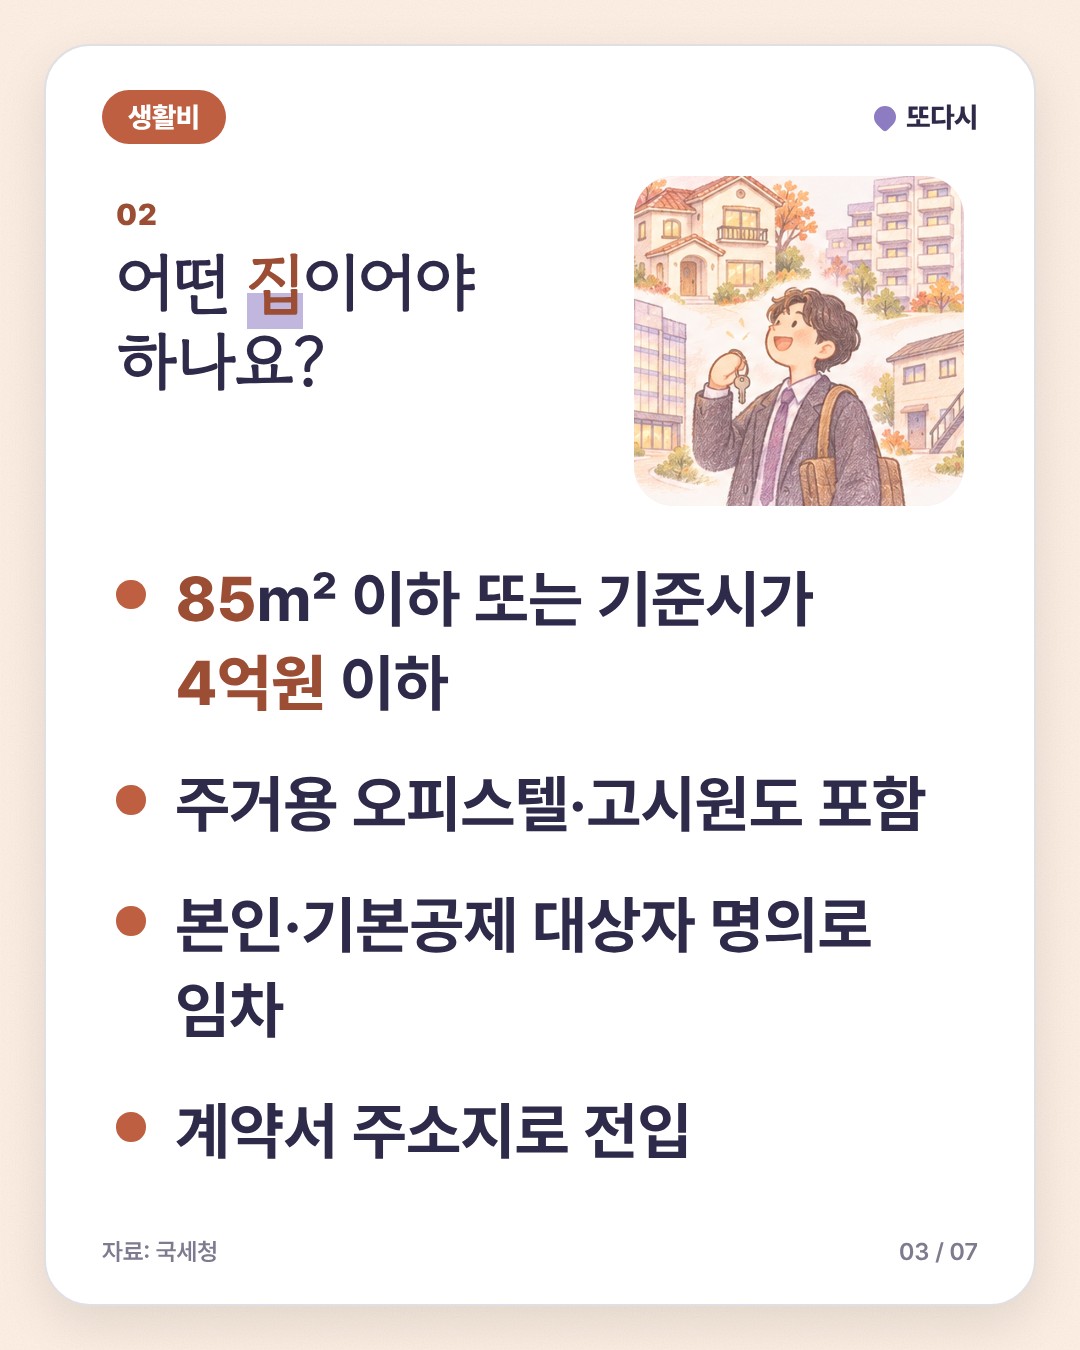 생활비
또다시
02
어떤 집이어야
하나요?
85m² 이하 또는 기준시가
4억원 이하
주거용 오피스텔·고시원도 포함
본인·기본공제 대상자 명의로
임차
계약서 주소지로 전입
자료: 국세청
03 / 07